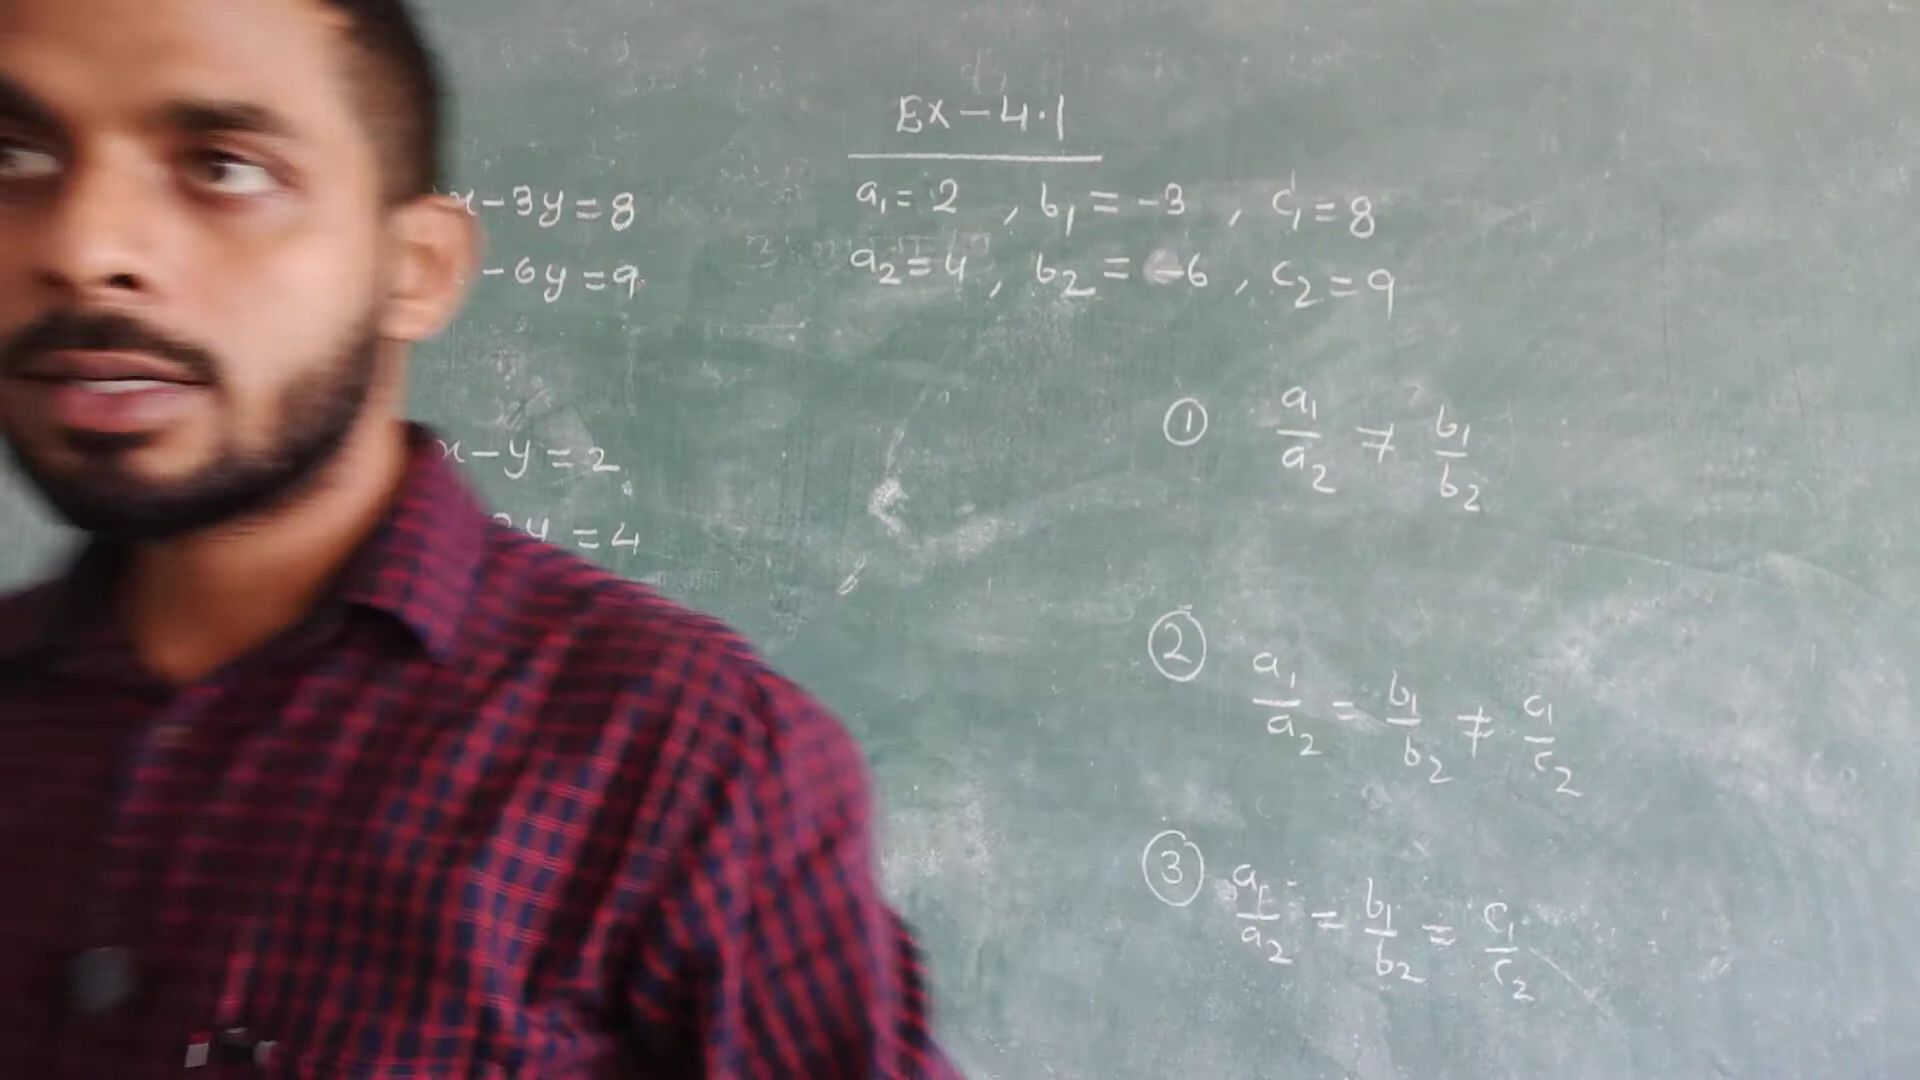 Ex-4.1
x-3y=8
a₁=2, b₁=-3, c₁=8
-6y=9
a₂=4, b₂=-6, c₂=9
① a₁/a₂ ≠ b₁/b₂
x-y=2
y=4
② a₁/a₂ = b₁/b₂ ≠ c₁/c₂
③ a₁/a₂ = b₁/b₂ = c₁/c₂